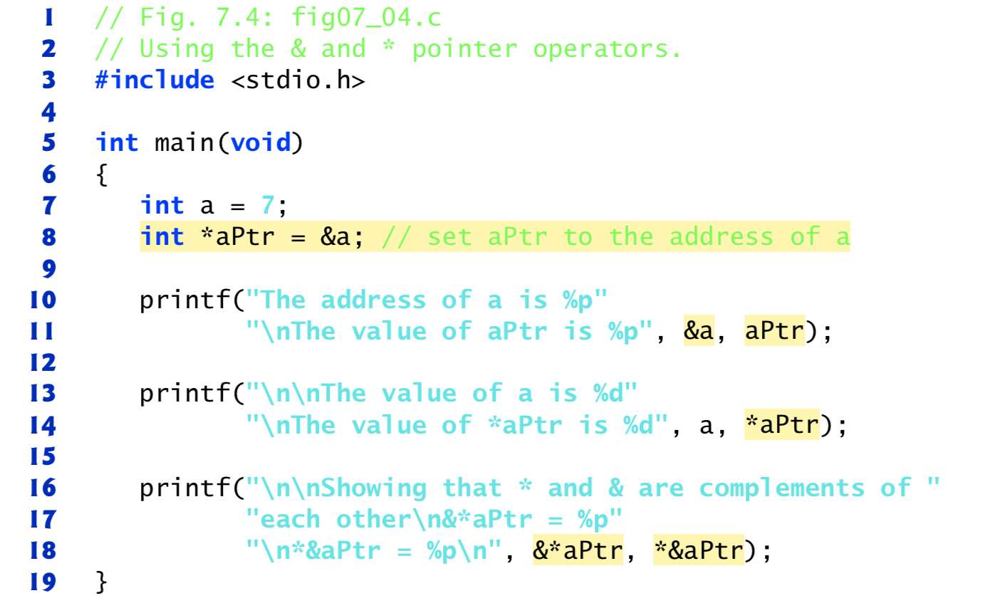 1 // Fig. 7.4: fig07_04.c
2 // Using the & and * pointer operators.
3 #include <stdio.h>
4
5 int main(void)
6 {
7    int a = 7;
8    int *aPtr = &a; // set aPtr to the address of a
9
10    printf("The address of a is %p"
11           "\nThe value of aPtr is %p", &a, aPtr);
12
13    printf("\n\nThe value of a is %d"
14           "\nThe value of *aPtr is %d", a, *aPtr);
15
16    printf("\n\nShowing that * and & are complements of "
17           "each other\n&*aPtr = %p"
18           "\n*&aPtr = %p\n", &*aPtr, *&aPtr);
19 }